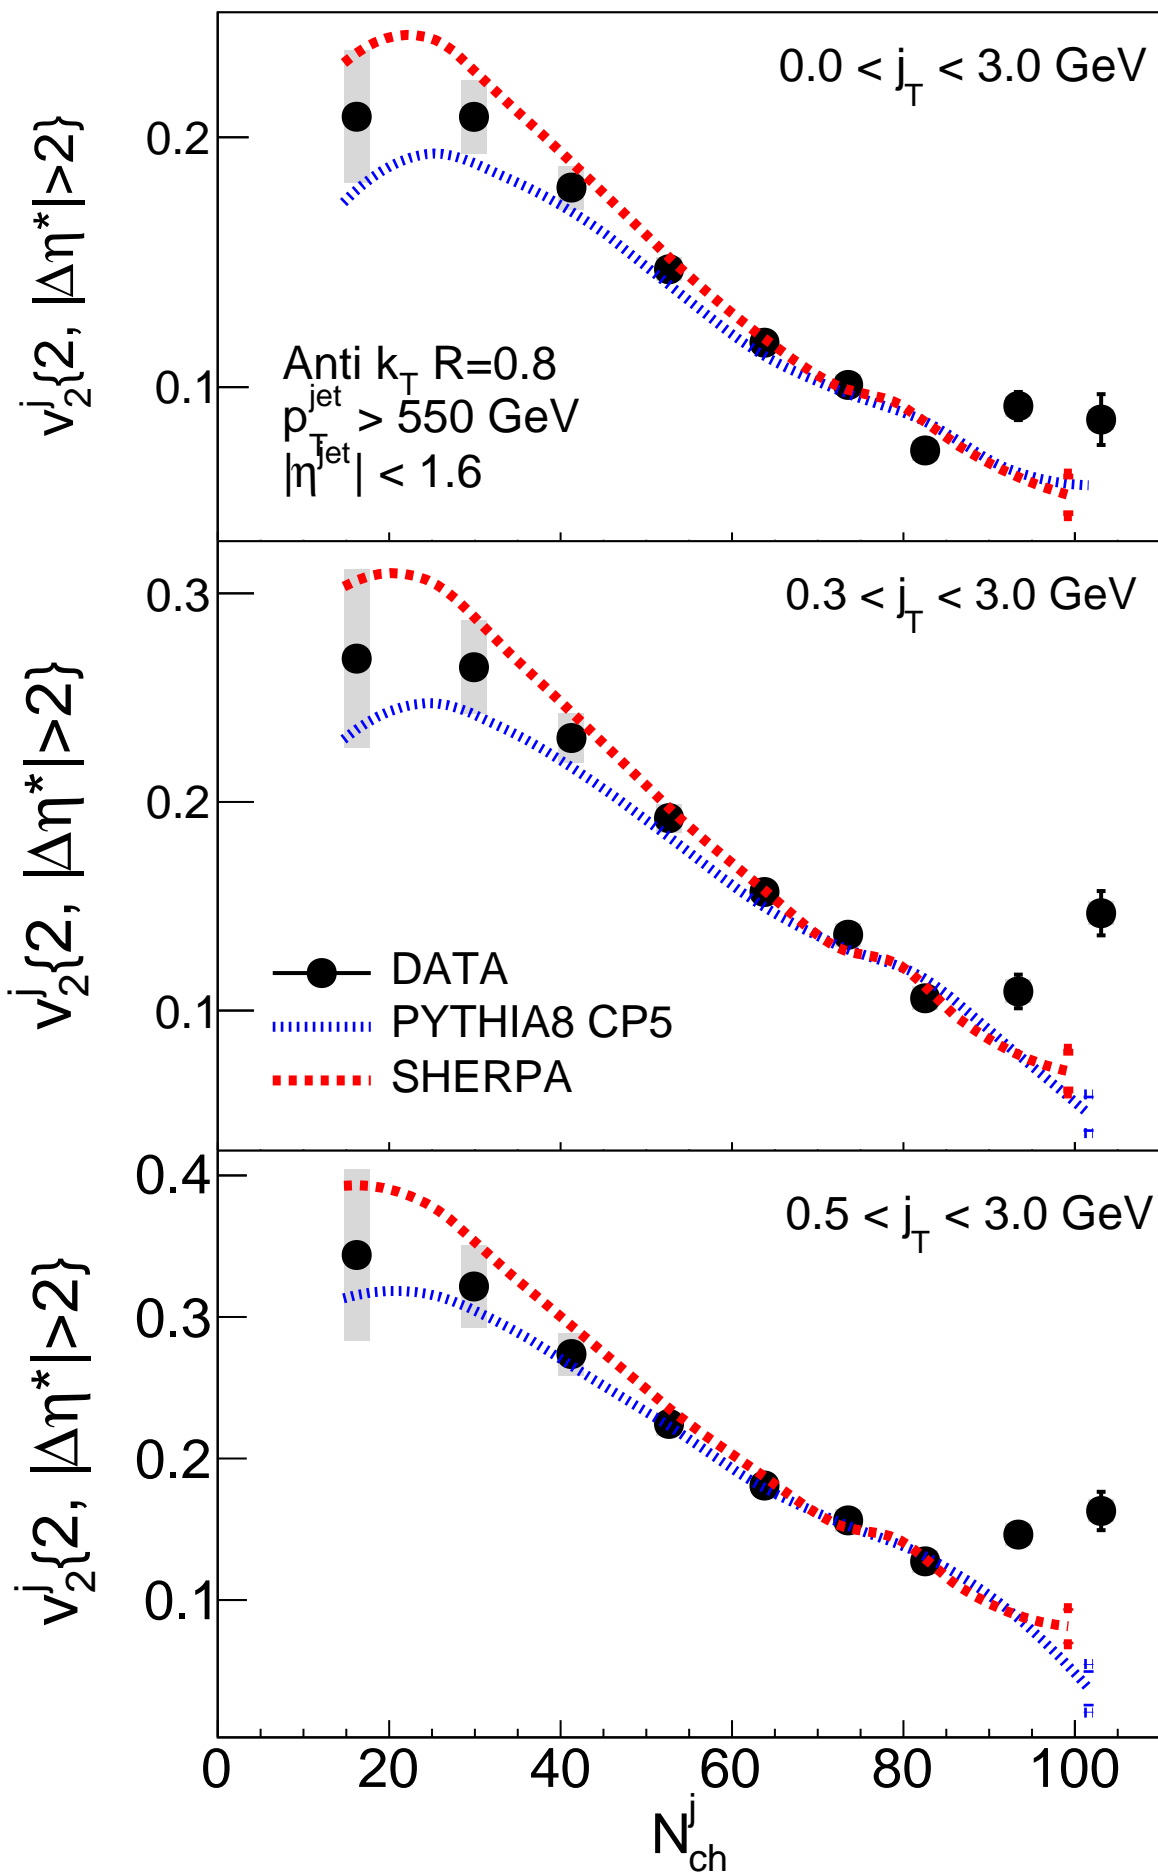 0.0 < j_T < 3.0 GeV
v_2^j{2, |Δη*|>2}
0.2
0.1
Anti k_T R=0.8
p_T^jet > 550 GeV
|η^jet| < 1.6
0.3 < j_T < 3.0 GeV
v_2^j{2, |Δη*|>2}
0.3
0.2
0.1
DATA
PYTHIA8 CP5
SHERPA
0.5 < j_T < 3.0 GeV
v_2^j{2, |Δη*|>2}
0.4
0.3
0.2
0.1
0 20 40 60 80 100
N_ch^j